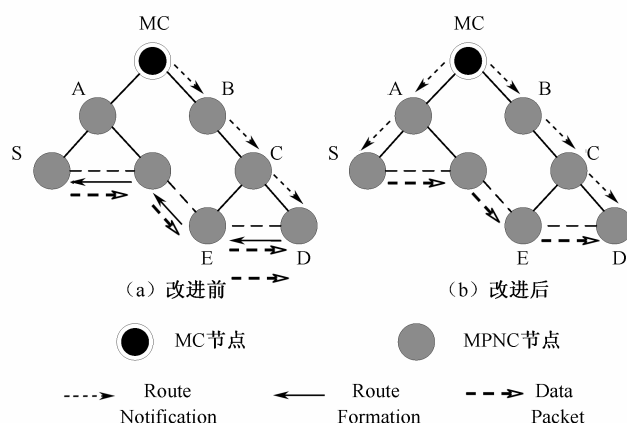 MC
MC
A
B
A
B
S
C
S
C
E
D
E
D
(a)改进前
(b)改进后
MC节点
MPNC节点
Route Notification
Route Formation
Data Packet